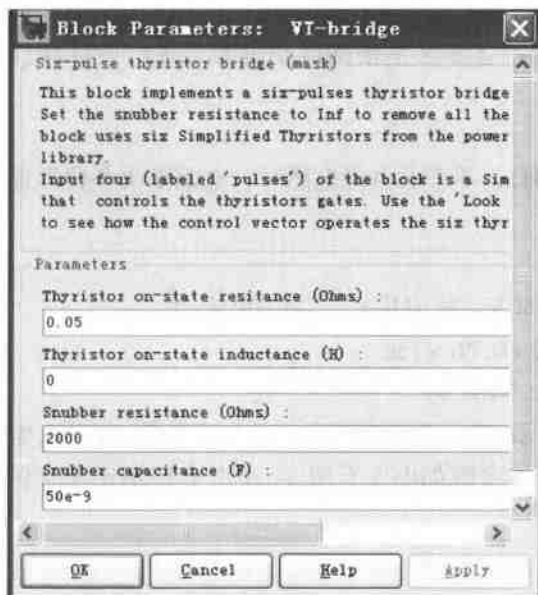 Block Parameters: VT-bridge
Six-pulse thyristor bridge (mask)
This block implements a six-pulses thyristor bridge
Set the snubber resistance to Inf to remove all the
block uses six Simplified Thyristors from the power
library.
Input four (labeled 'pulses') of the block is a Sim
that controls the thyristors gates. Use the 'Look
to see how the control vector operates the six thyr
Parameters
Thyristor on-state resitance (Ohms) :
0.05
Thyristor on-state inductance (H) :
0
Snubber resistance (Ohms) :
2000
Snubber capacitance (F) :
50e-9
OK
Cancel
Help
Apply